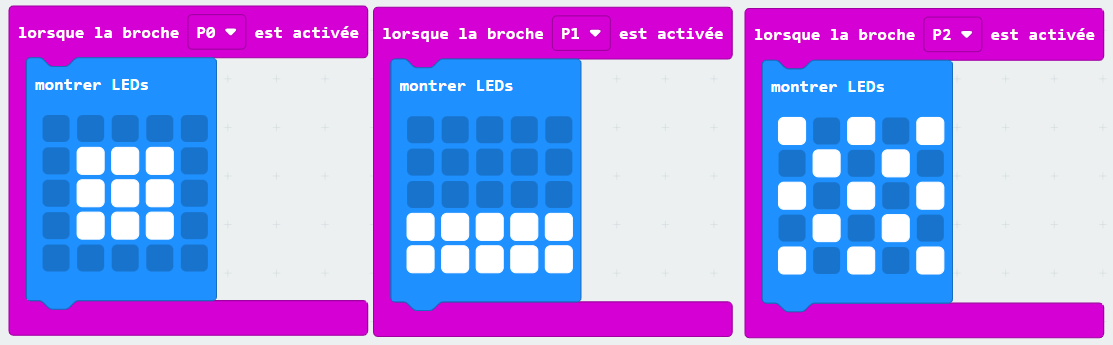 lorsque la broche P0 est activée
montrer LEDs
lorsque la broche P1 est activée
montrer LEDs
lorsque la broche P2 est activée
montrer LEDs